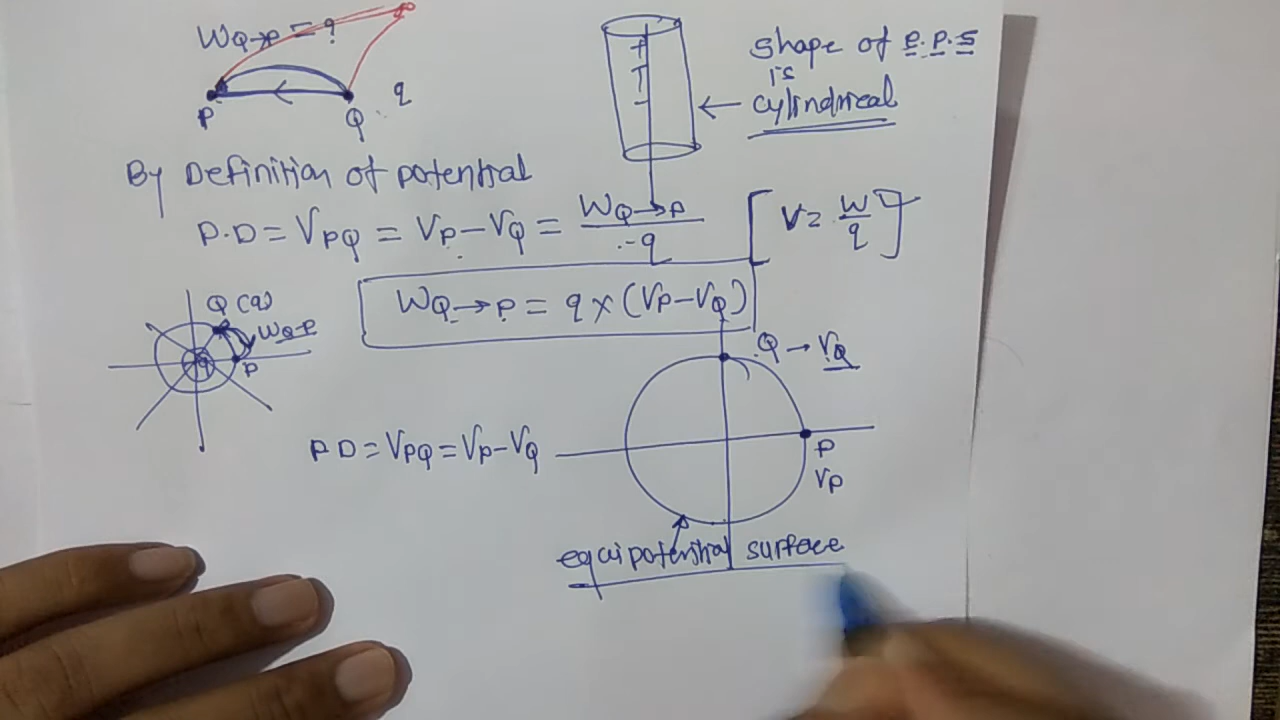 WQ→P = ?
P
Q
q
+
+
+
shape of e.p.s
is
cylindrical
By Definition of potential
P.D = VPQ = VP – VQ = WQ→P / q
[V = W/q]
WQ→P = q × (VP – VQ)
Q (q)
WQ-P
q
P
Q → VQ
PD = VPQ = VP – VQ
P
VP
equipotential surface